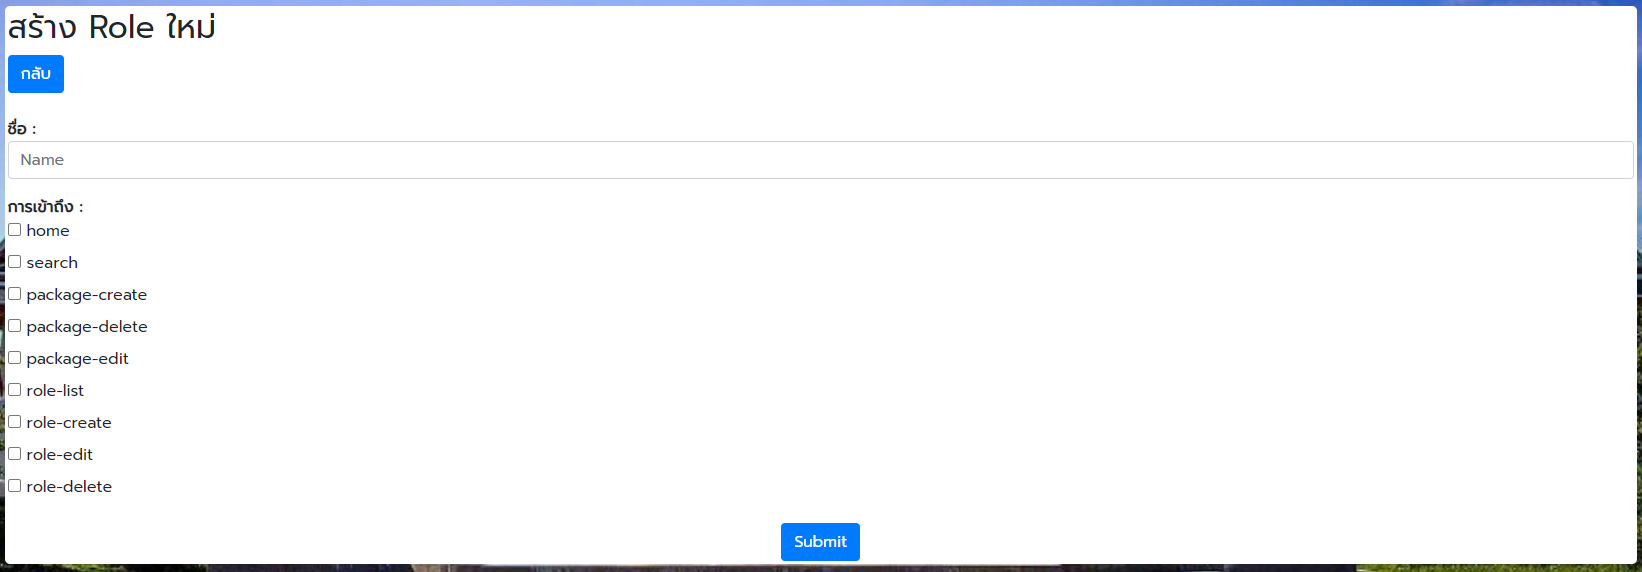 สร้าง Role ใหม่
กลับ
ชื่อ :
Name
การเข้าถึง :
home
search
package-create
package-delete
package-edit
role-list
role-create
role-edit
role-delete
Submit